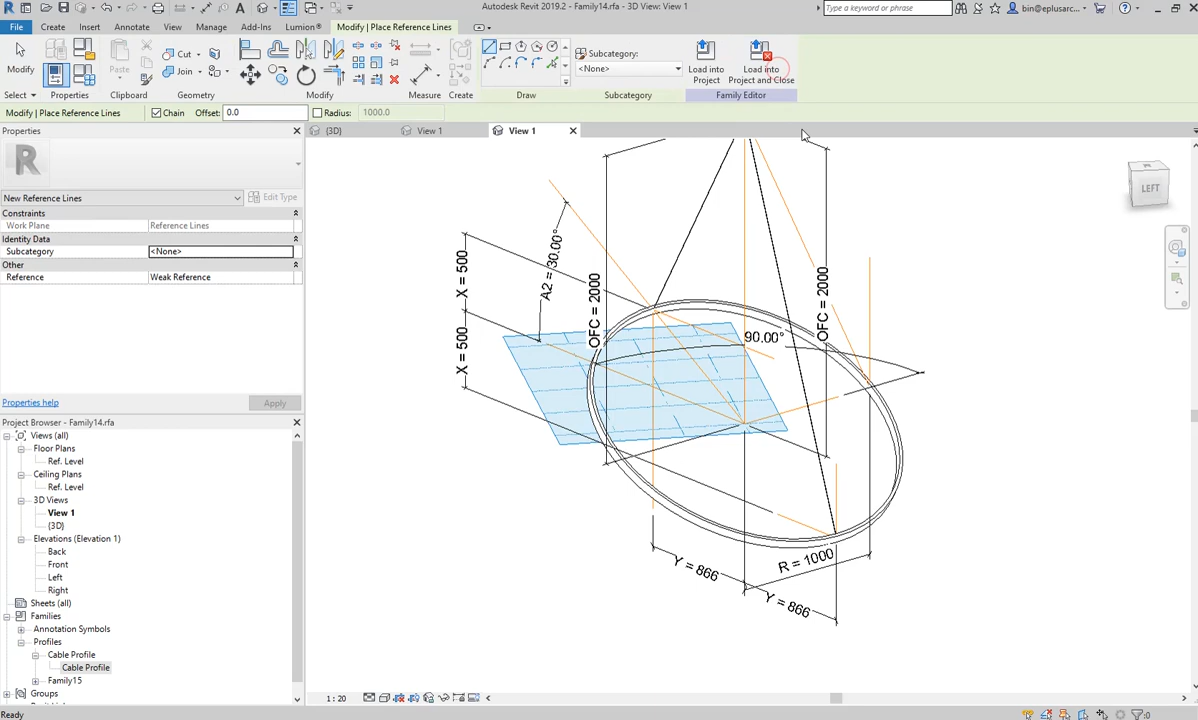 Autodesk Revit 2019.2 - Family14.rfa - 3D View: View 1
Type a keyword or phrase
bin@eplusarc...
File Create Insert Annotate View Manage Add-Ins Lumion® Modify | Place Reference Lines
Modify
Paste
Cut
Join
Subcategory:
<None>
Load into
Project
Load into
Project and Close
Select Properties Clipboard Geometry Modify Measure Create Draw Subcategory Family Editor
Modify | Place Reference Lines
Chain Offset: 0.0
Radius: 1000.0
Properties
{3D}
View 1
View 1
R
New Reference Lines
Edit Type
Constraints
Work Plane Reference Lines
Identity Data
Subcategory <None>
Other
Reference Weak Reference
Properties help
Apply
Project Browser - Family14.rfa
Views (all)
Floor Plans
Ref. Level
Ceiling Plans
Ref. Level
3D Views
View 1
{3D}
Elevations (Elevation 1)
Back
Front
Left
Right
Sheets (all)
Families
Annotation Symbols
Profiles
Cable Profile
Cable Profile
Family15
Groups
LEFT
X = 500
X = 500
A2 = 30.00°
OFC = 2000
OFC = 2000
90.00°
Y = 866
R = 1000
Y = 866
1 : 20
Ready
:0